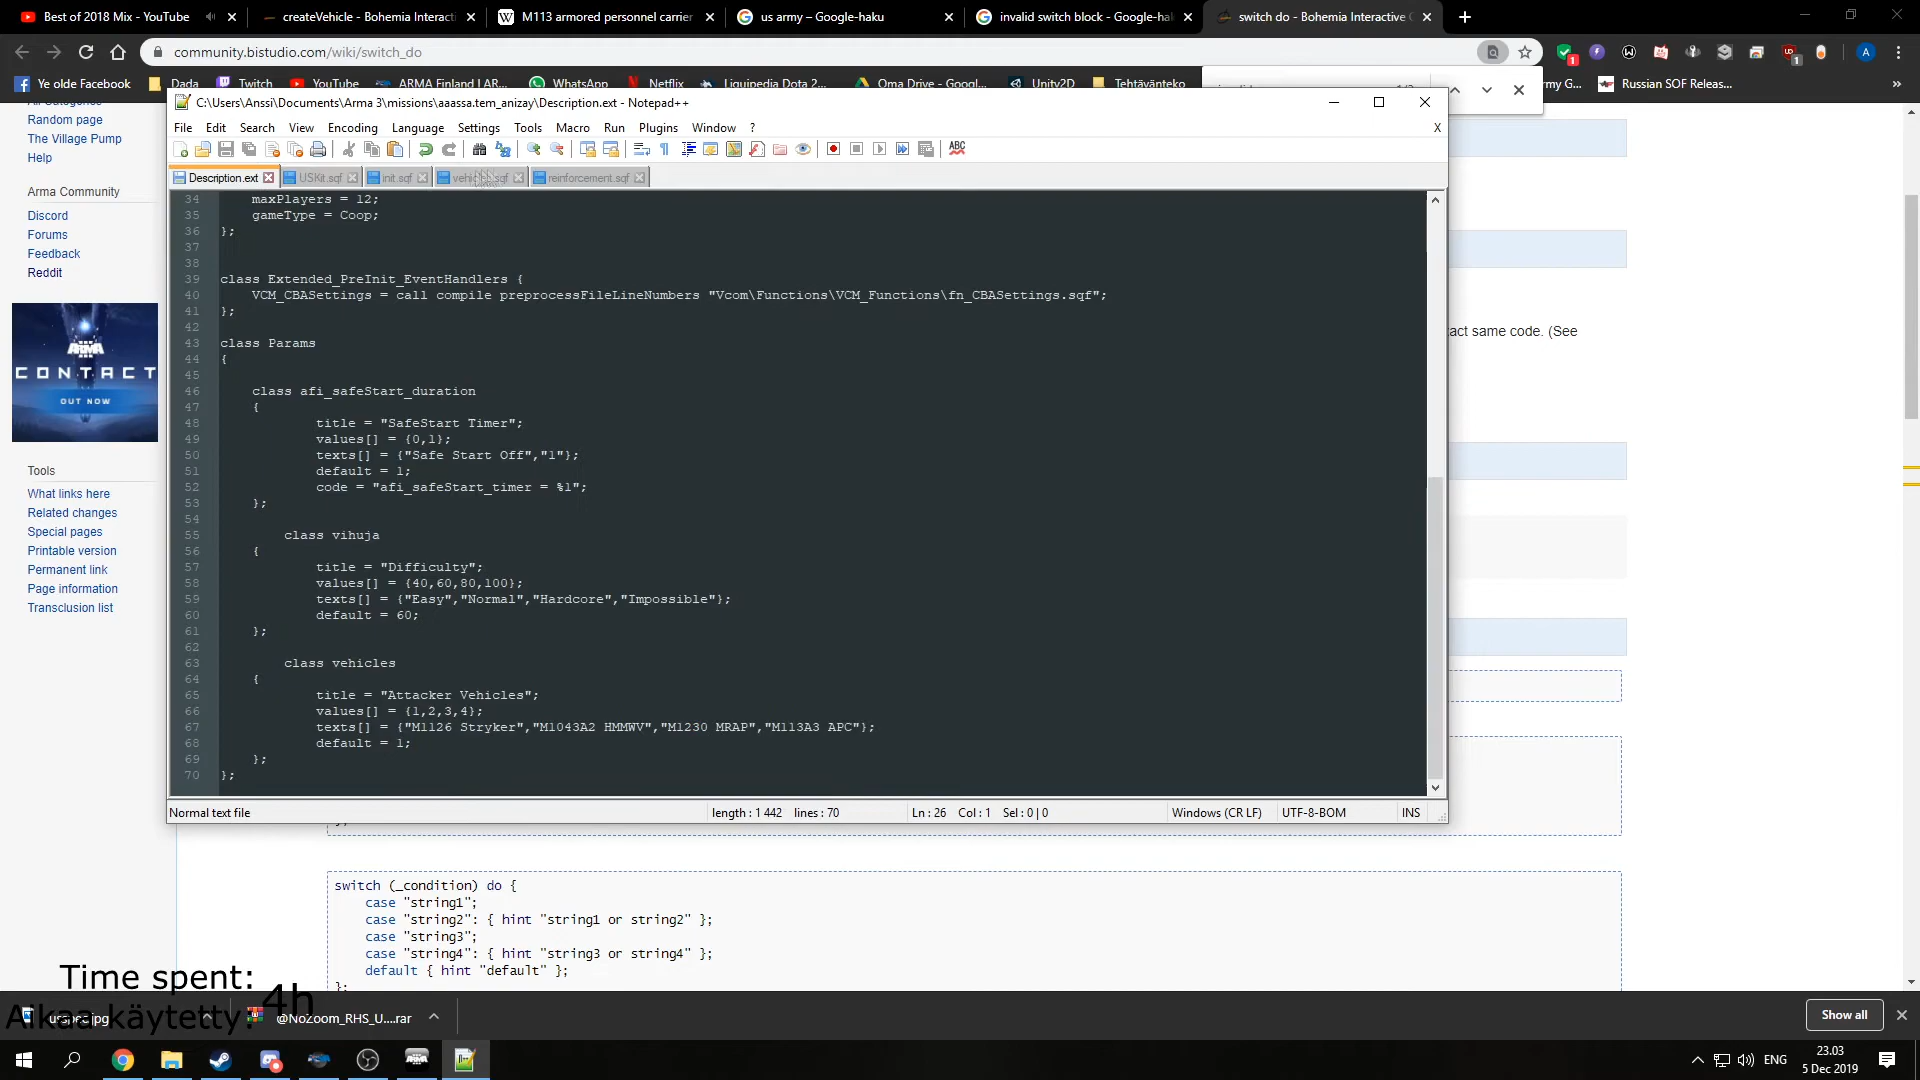 Best of 2018 Mix - YouTube
createVehicle - Bohemia Interacti
M113 armored personnel carrier
us army – Google-haku
invalid switch block - Google-hak
switch do - Bohemia Interactive
community.bistudio.com/wiki/switch_do
Ye olde Facebook
Dada
Twitch
YouTube
ARMA Finland LAR...
WhatsApp
Netflix
Liquipedia Dota 2...
Oma Drive - Googl...
Unity2D
Tehtävänteko
my G...
Russian SOF Releas...
Random page
The Village Pump
Help
Arma Community
Discord
Forums
Feedback
Reddit
ARMA
CONTACT
OUT NOW
Tools
What links here
Related changes
Special pages
Printable version
Permanent link
Page information
Transclusion list
C:\Users\Anssi\Documents\Arma 3\missions\aaassa.tem_anizay\Description.ext - Notepad++
File Edit Search View Encoding Language Settings Tools Macro Run Plugins Window ? X
ABC
Description.ext
USKit.sqf
init.sqf
reinforcement.sqf
34 maxPlayers = 12;
35 gameType = Coop;
36 };
37
38
39 class Extended_PreInit_EventHandlers {
40 VCM_CBASettings = call compile preprocessFileLineNumbers "Vcom\Functions\VCM_Functions\fn_CBASettings.sqf";
41 };
42
43 class Params
44 {
45
46 class afi_safeStart_duration
47 {
48 title = "SafeStart Timer";
49 values[] = {0,1};
50 texts[] = {"Safe Start Off","1"};
51 default = 1;
52 code = "afi_safeStart_timer = %1";
53 };
54
55 class vihuja
56 {
57 title = "Difficulty";
58 values[] = {40,60,80,100};
59 texts[] = {"Easy","Normal","Hardcore","Impossible"};
60 default = 60;
61 };
62
63 class vehicles
64 {
65 title = "Attacker Vehicles";
66 values[] = {1,2,3,4};
67 texts[] = {"M1126 Stryker","M1043A2 HMMWV","M1230 MRAP","M113A3 APC"};
68 default = 1;
69 };
70 };
act same code. (See
Normal text file
length : 1 442 lines : 70
Ln : 26 Col : 1 Sel : 0 | 0
Windows (CR LF)
UTF-8-BOM
INS
switch (_condition) do {
case "string1";
case "string2": { hint "string1 or string2" };
case "string3";
case "string4": { hint "string3 or string4" };
default { hint "default" };
};
Time spent:
Aikaa käytetty: 4h
@NoZoom_RHS_U....rar
Show all
ENG
23.03
5 Dec 2019